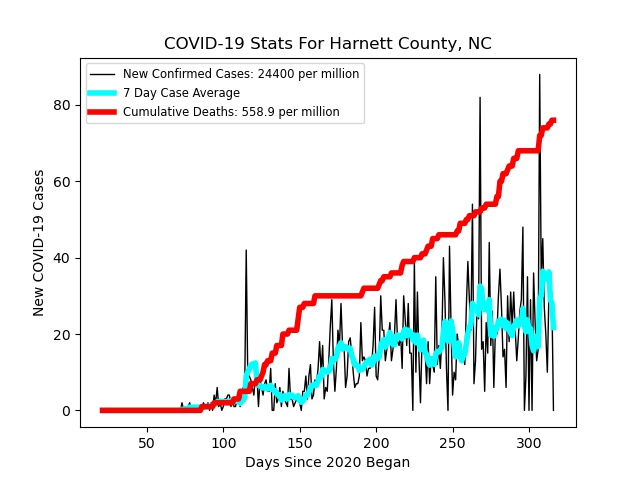 COVID-19 Stats For Harnett County, NC
New Confirmed Cases: 24400 per million
7 Day Case Average
Cumulative Deaths: 558.9 per million
New COVID-19 Cases
80
60
40
20
0
50 100 150 200 250 300
Days Since 2020 Began